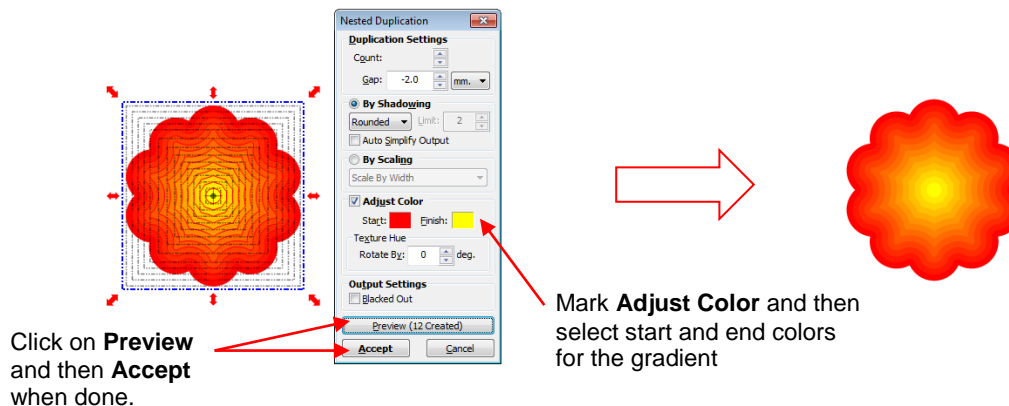 Nested Duplication
Duplication Settings
Count:
Gap: -2.0 mm.
By Shadowing
Rounded Limit: 2
Auto Simplify Output
By Scaling
Scale By Width
Adjust Color
Start: Finish:
Texture Hue
Rotate By: 0 deg.
Output Settings
Blacked Out
Preview (12 Created)
Accept Cancel
Click on Preview
and then Accept
when done.
Mark Adjust Color and then
select start and end colors
for the gradient